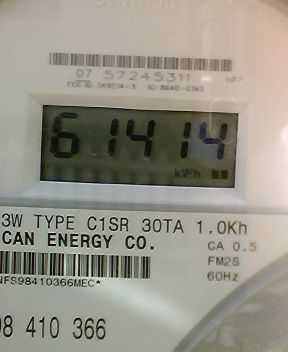 07 57245311
61414
kWh
3W TYPE C1SR 30TA 1.0Kh
CAN ENERGY CO.
CA 0.5
FM2S
60Hz
NFS98410366MEC*
98 410 366